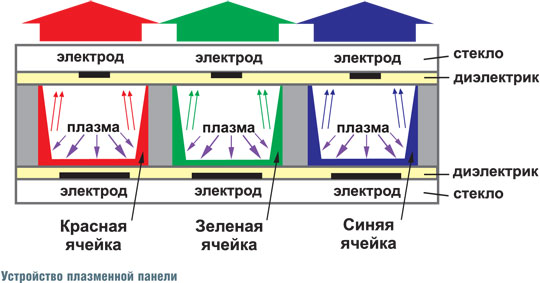 электрод электрод электрод стекло
диэлектрик
плазма плазма плазма
диэлектрик
электрод электрод электрод стекло
Красная Зеленая Синяя
ячейка ячейка ячейка
Устройство плазменной панели